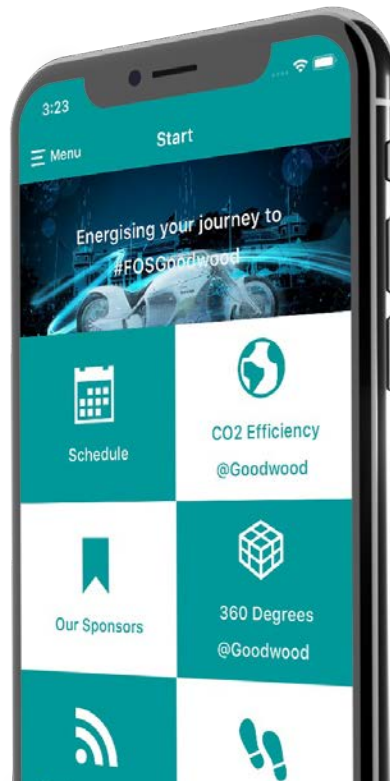 3:23
Menu
Start
Energising your journey to
#FOSGoodwood
Schedule
CO2 Efficiency
@Goodwood
Our Sponsors
360 Degrees
@Goodwood